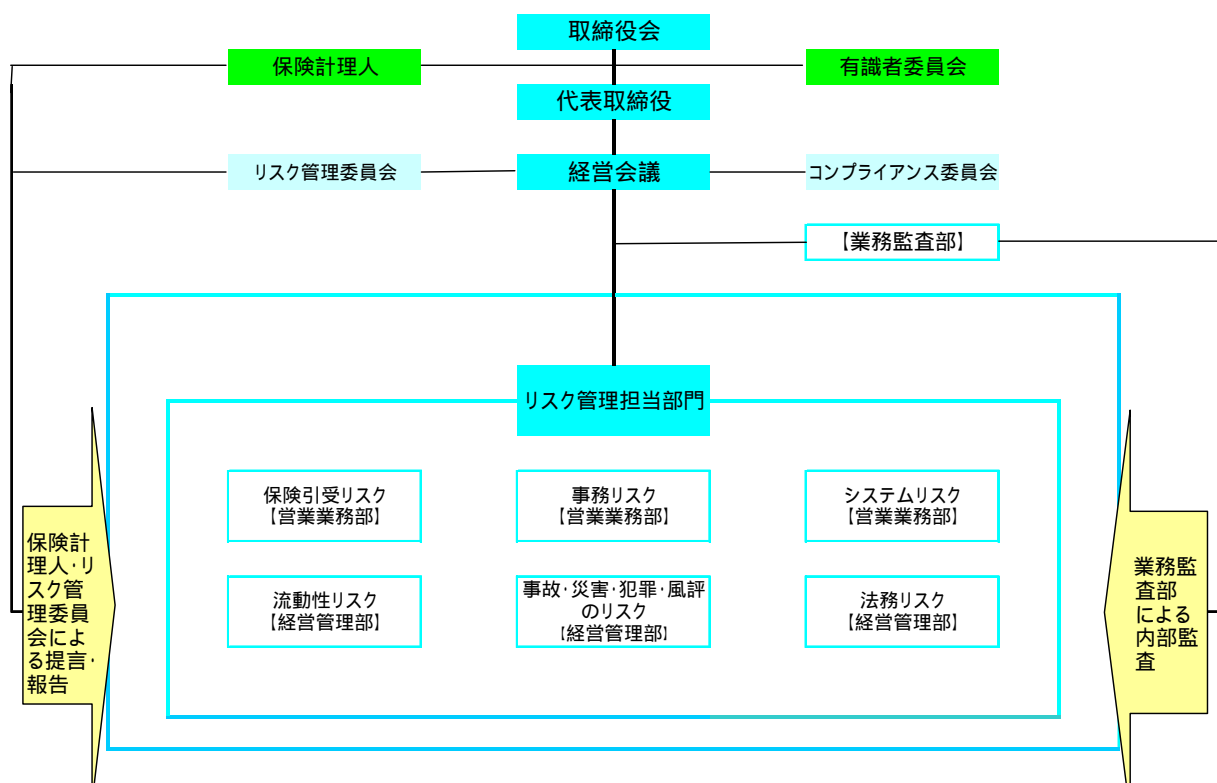 取締役会
保険計理人
有識者委員会
代表取締役
リスク管理委員会
経営会議
コンプライアンス委員会
【業務監査部】
リスク管理担当部門
保険引受リスク
【営業業務部】
事務リスク
【営業業務部】
システムリスク
【営業業務部】
流動性リスク
【経営管理部】
事故・災害・犯罪・風評
のリスク
【経営管理部】
法務リスク
【経営管理部】
保険計
理人・リ
スク管
理委員
会によ
る提言・
報告
業務監
査部
による
内部監
査